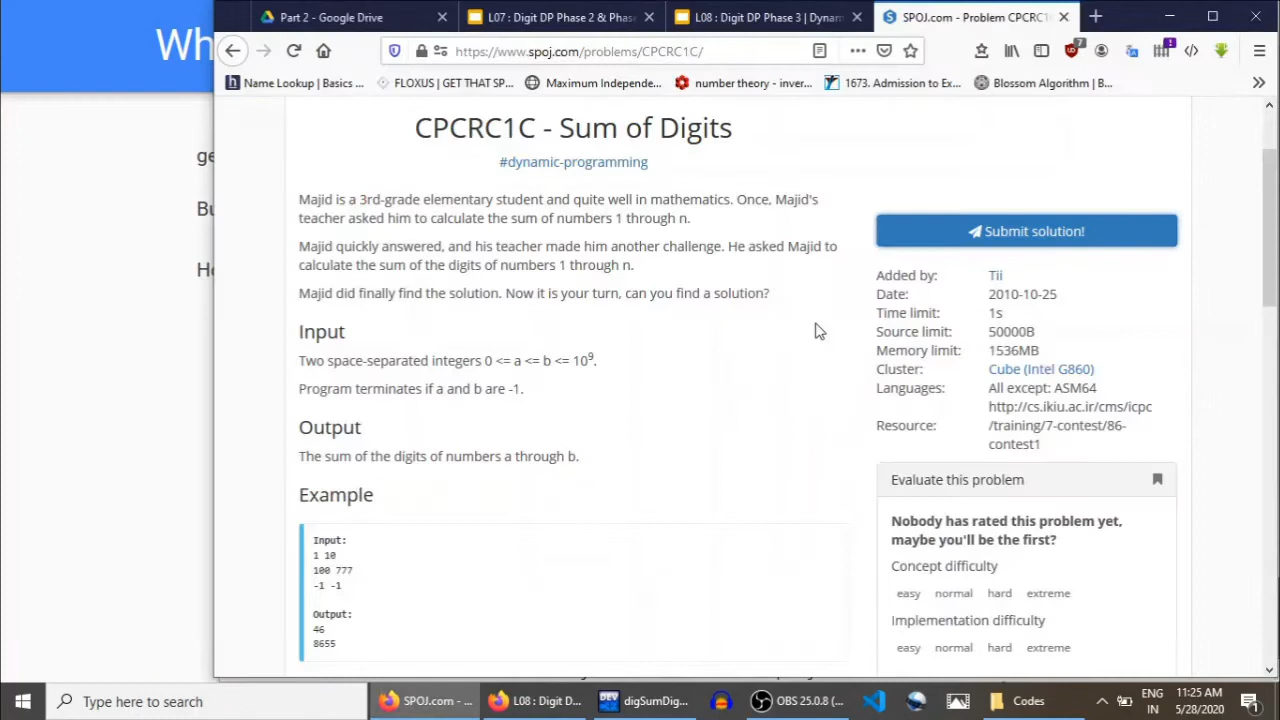 Part 2 - Google Drive
L07 : Digit DP Phase 2 & Phase
L08 : Digit DP Phase 3 | Dynam
SPOJ.com - Problem CPCRC1C
https://www.spoj.com/problems/CPCRC1C/
7
1
Name Lookup | Basics ...
FLOXUS | GET THAT SP...
Maximum Independe...
number theory - inver...
1673. Admission to Ex...
Blossom Algorithm | B...
Wh
ge
Bu
Ho
CPCRC1C - Sum of Digits
#dynamic-programming
Majid is a 3rd-grade elementary student and quite well in mathematics. Once, Majid's
teacher asked him to calculate the sum of numbers 1 through n.
Majid quickly answered, and his teacher made him another challenge. He asked Majid to
calculate the sum of the digits of numbers 1 through n.
Majid did finally find the solution. Now it is your turn, can you find a solution?
Input
Two space-separated integers 0 <= a <= b <= 10⁹.
Program terminates if a and b are -1.
Output
The sum of the digits of numbers a through b.
Example
Input:
1 10
100 777
-1 -1
Output:
46
8655
Submit solution!
Added by: Tii
Date: 2010-10-25
Time limit: 1s
Source limit: 50000B
Memory limit: 1536MB
Cluster: Cube (Intel G860)
Languages: All except: ASM64
Resource: http://cs.ikiu.ac.ir/cms/icpc
/training/7-contest/86-
contest1
Evaluate this problem
Nobody has rated this problem yet,
maybe you'll be the first?
Concept difficulty
easy normal hard extreme
Implementation difficulty
easy normal hard extreme
Type here to search
SPOJ.com - ...
L08 : Digit D...
DEV
digSumDig...
OBS 25.0.8 (...
Codes
ENG
IN
11:25 AM
5/28/2020
1